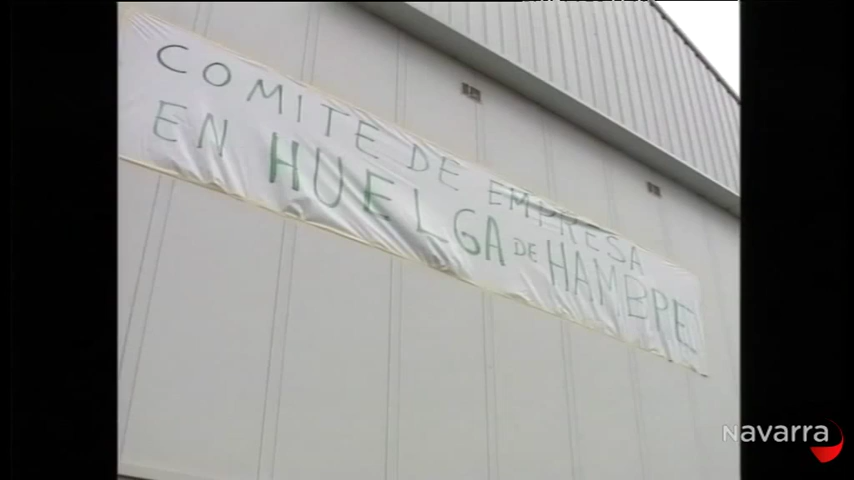 COMITE DE EMPRESA
EN HUELGA DE HAMBRE
Navarra